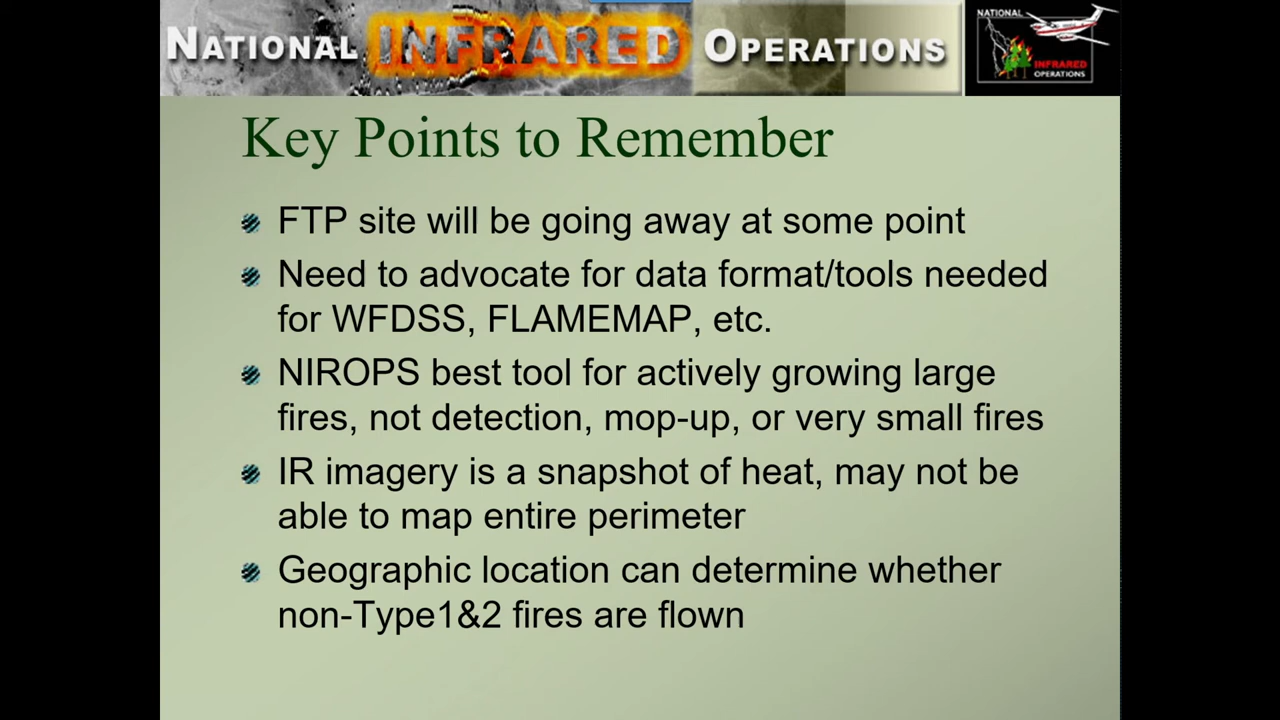 NATIONAL INFRARED OPERATIONS
NATIONAL
INFRARED
OPERATIONS
Key Points to Remember
FTP site will be going away at some point
Need to advocate for data format/tools needed
for WFDSS, FLAMEMAP, etc.
NIROPS best tool for actively growing large
fires, not detection, mop-up, or very small fires
IR imagery is a snapshot of heat, may not be
able to map entire perimeter
Geographic location can determine whether
non-Type1&2 fires are flown